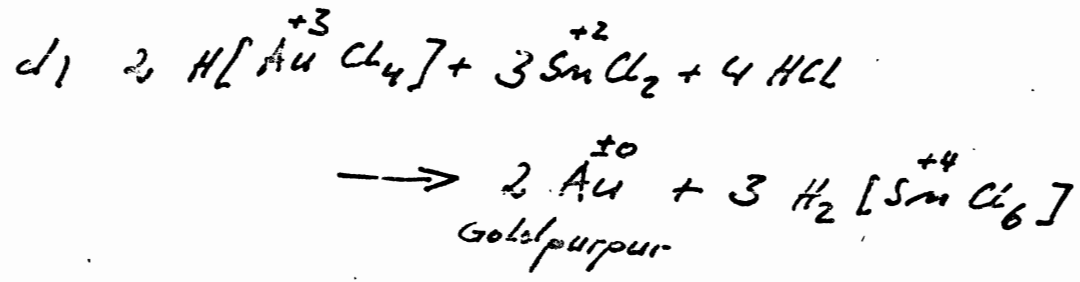 d) 2 H[Au⁺³Cl₄] + 3 Sn⁺²Cl₂ + 4 HCl
⟶ 2 Au^±0 + 3 H₂[Sn⁺⁴Cl₆]
Goldpurpur